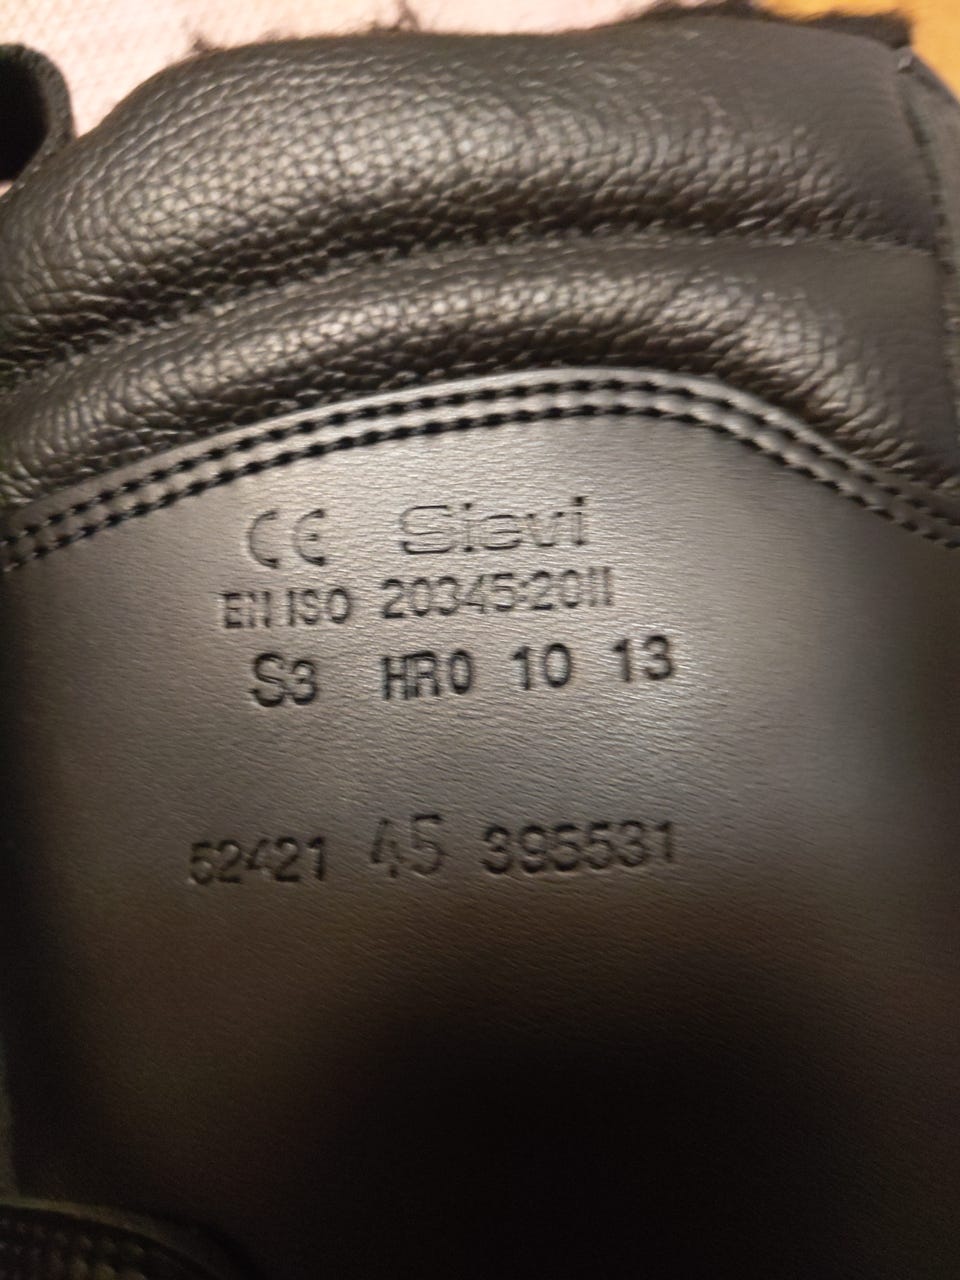 CE Sievi
EN ISO 20345:2011
S3 HRO 10 13
52421 45 395531